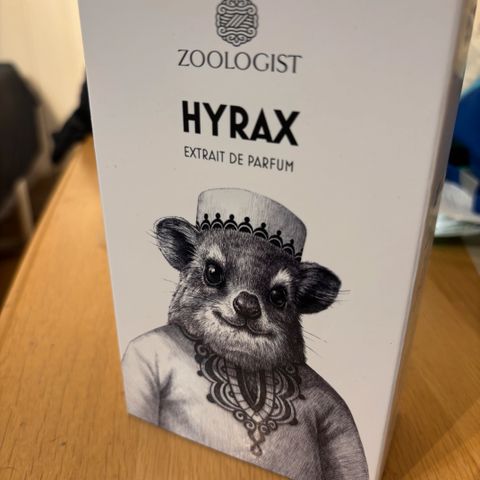 ZOOLOGIST
HYRAX
EXTRAIT DE PARFUM